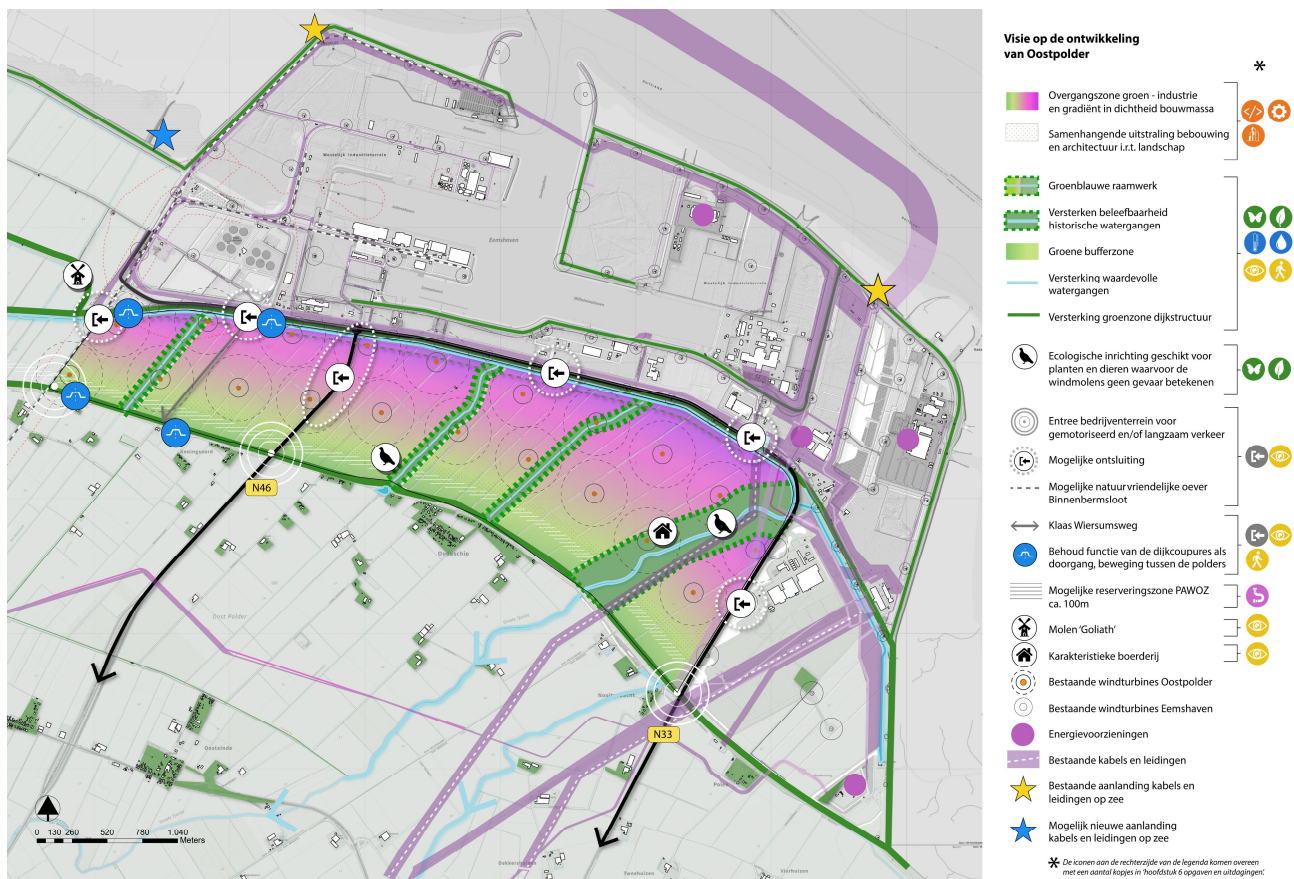 Visie op de ontwikkeling
van Oostpolder
*
Overgangszone groen - industrie
en gradiënt in dichtheid bouwmassa
Samenhangende uitstraling bebouwing
en architectuur i.r.t. landschap
Groenblauwe raamwerk
Versterken beleefbaarheid
historische watergangen
Groene bufferzone
Versterking waardevolle
watergangen
Versterking groenzone dijkstructuur
Ecologische inrichting geschikt voor
planten en dieren waarvoor de
windmolens geen gevaar betekenen
Entree bedrijventerrein voor
gemotoriseerd en/of langzaam verkeer
Mogelijke ontsluiting
Mogelijke natuurvriendelijke oever
Binnenbermsloot
Klaas Wiersumsweg
Behoud functie van de dijkcoupures als
doorgang, beweging tussen de polders
Mogelijke reserveringszone PAWOZ
ca. 100m
Molen 'Goliath'
Karakteristieke boerderij
Bestaande windturbines Oostpolder
Bestaande windturbines Eemshaven
Energievoorzieningen
Bestaande kabels en leidingen
Bestaande aanlanding kabels en
leidingen op zee
Mogelijk nieuwe aanlanding
kabels en leidingen op zee
* De iconen aan de rechterzijde van de legenda komen overeen
met een aantal kopjes in 'hoofdstuk 6 opgaven en uitdagingen'.
Westelijk Industrieterrein
Eemshaven
N46
Oost Polder
Oosteinde
N33
Vierhuizen
0 130 260 520 780 1.040
Meters